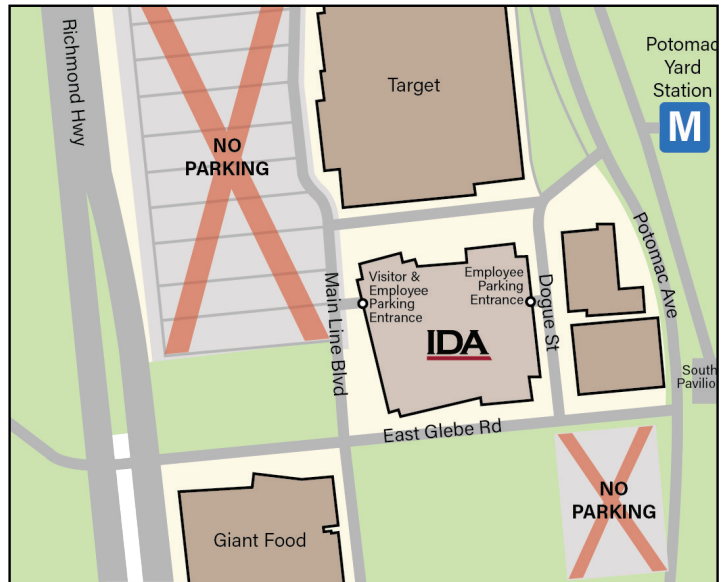 Richmond Hwy
NO
PARKING
Target
Potomac
Yard
Station
M
Potomac Ave
Main Line Blvd
Visitor &
Employee
Parking
Entrance
Employee
Parking
Entrance
Dogue St
IDA
South
Pavilio
East Glebe Rd
NO
PARKING
Giant Food